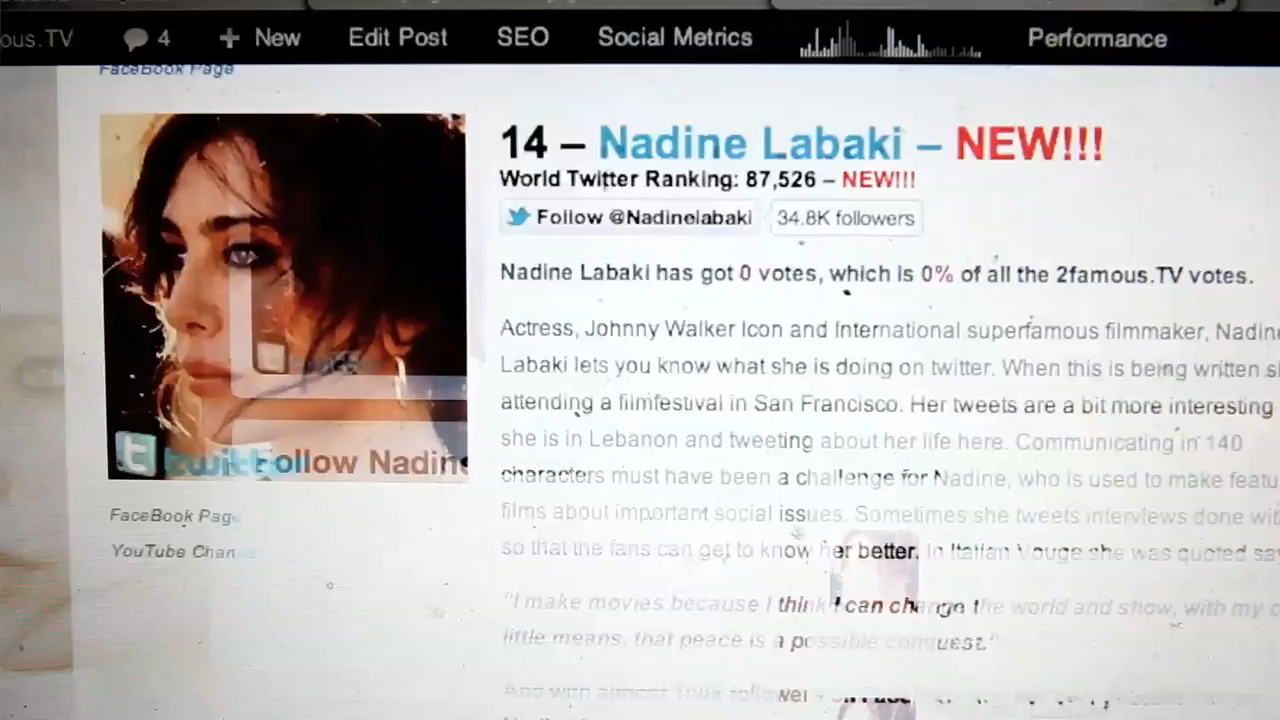 ous.TV 4 + New Edit Post SEO Social Metrics Performance
FaceBook Page
14 – Nadine Labaki – NEW!!!
World Twitter Ranking: 87,526 – NEW!!!
Follow @Nadinelabaki 34.8K followers
Nadine Labaki has got 0 votes, which is 0% of all the 2famous.TV votes.
Actress, Johnny Walker Icon and International superfamous filmmaker, Nadine
Labaki lets you know what she is doing on twitter. When this is being written s
attending a filmfestival in San Francisco. Her tweets are a bit more interesting
she is in Lebanon and tweeting about her life here. Communicating in 140
characters must have been a challenge for Nadine, who is used to make featu
films about important social issues. Sometimes she tweets interviews done wit
so that the fans can get to know her better. In Italian Vouge she was quoted sa
"I make movies because I think I can change the world and show, with my
little means, that peace is a possible conquest."
And with almost
Follow Nadine
FaceBook Pag
YouTube Chan